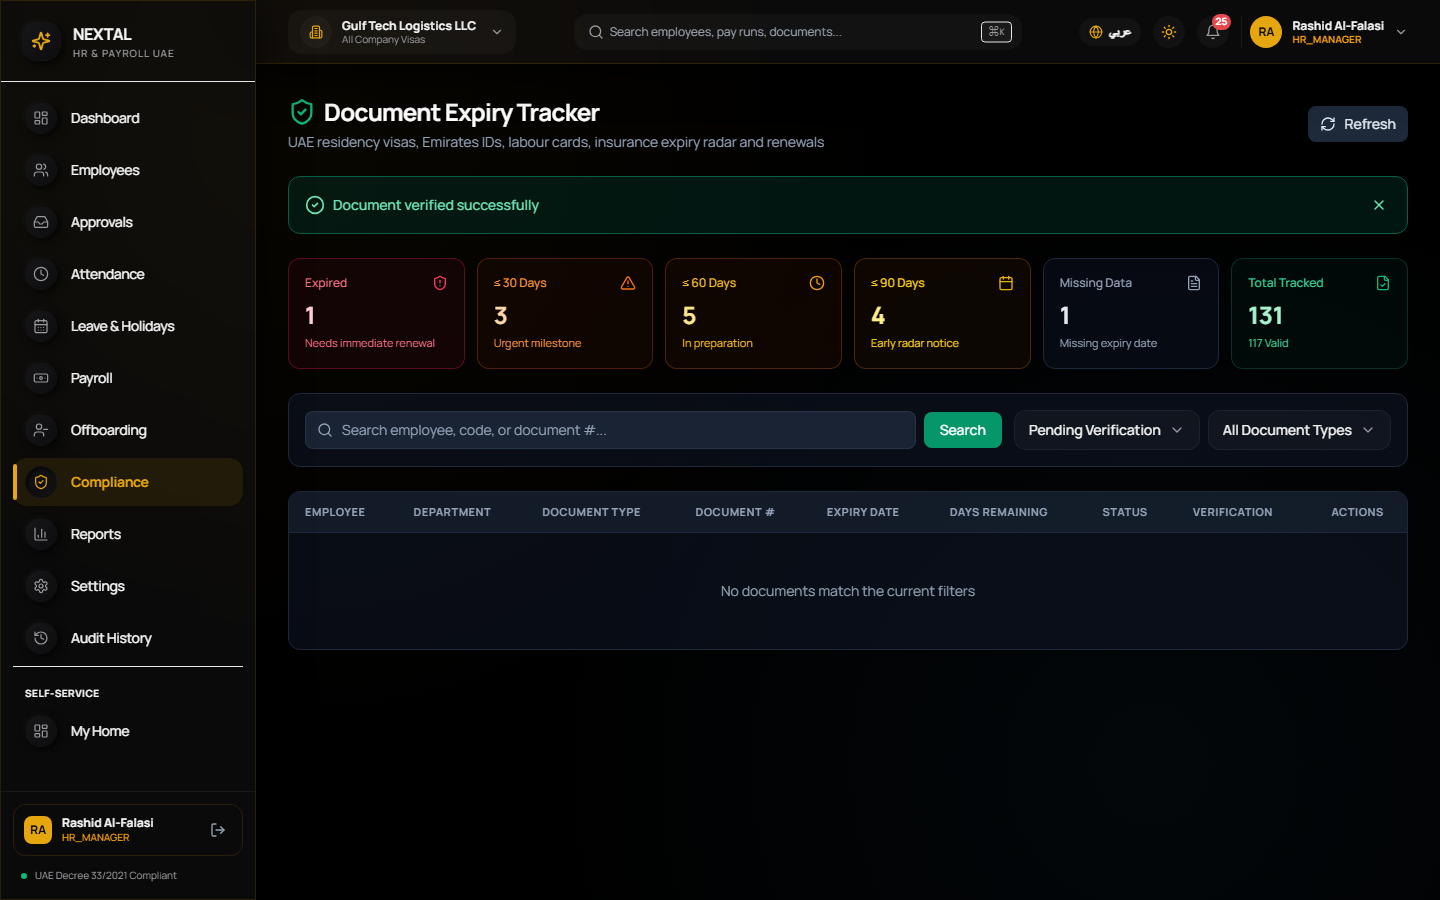 NEXTAL
HR & PAYROLL UAE
Gulf Tech Logistics LLC
All Company Visas
Search employees, pay runs, documents...
⌘K
عربي
25
RA
Rashid Al-Falasi
HR_MANAGER
Dashboard
Employees
Approvals
Attendance
Leave & Holidays
Payroll
Offboarding
Compliance
Reports
Settings
Audit History
SELF-SERVICE
My Home
RA
Rashid Al-Falasi
HR_MANAGER
UAE Decree 33/2021 Compliant
Document Expiry Tracker
UAE residency visas, Emirates IDs, labour cards, insurance expiry radar and renewals
Refresh
Document verified successfully
Expired
1
Needs immediate renewal
≤ 30 Days
3
Urgent milestone
≤ 60 Days
5
In preparation
≤ 90 Days
4
Early radar notice
Missing Data
1
Missing expiry date
Total Tracked
131
117 Valid
Search employee, code, or document #...
Search
Pending Verification
All Document Types
EMPLOYEE DEPARTMENT DOCUMENT TYPE DOCUMENT # EXPIRY DATE DAYS REMAINING STATUS VERIFICATION ACTIONS
No documents match the current filters